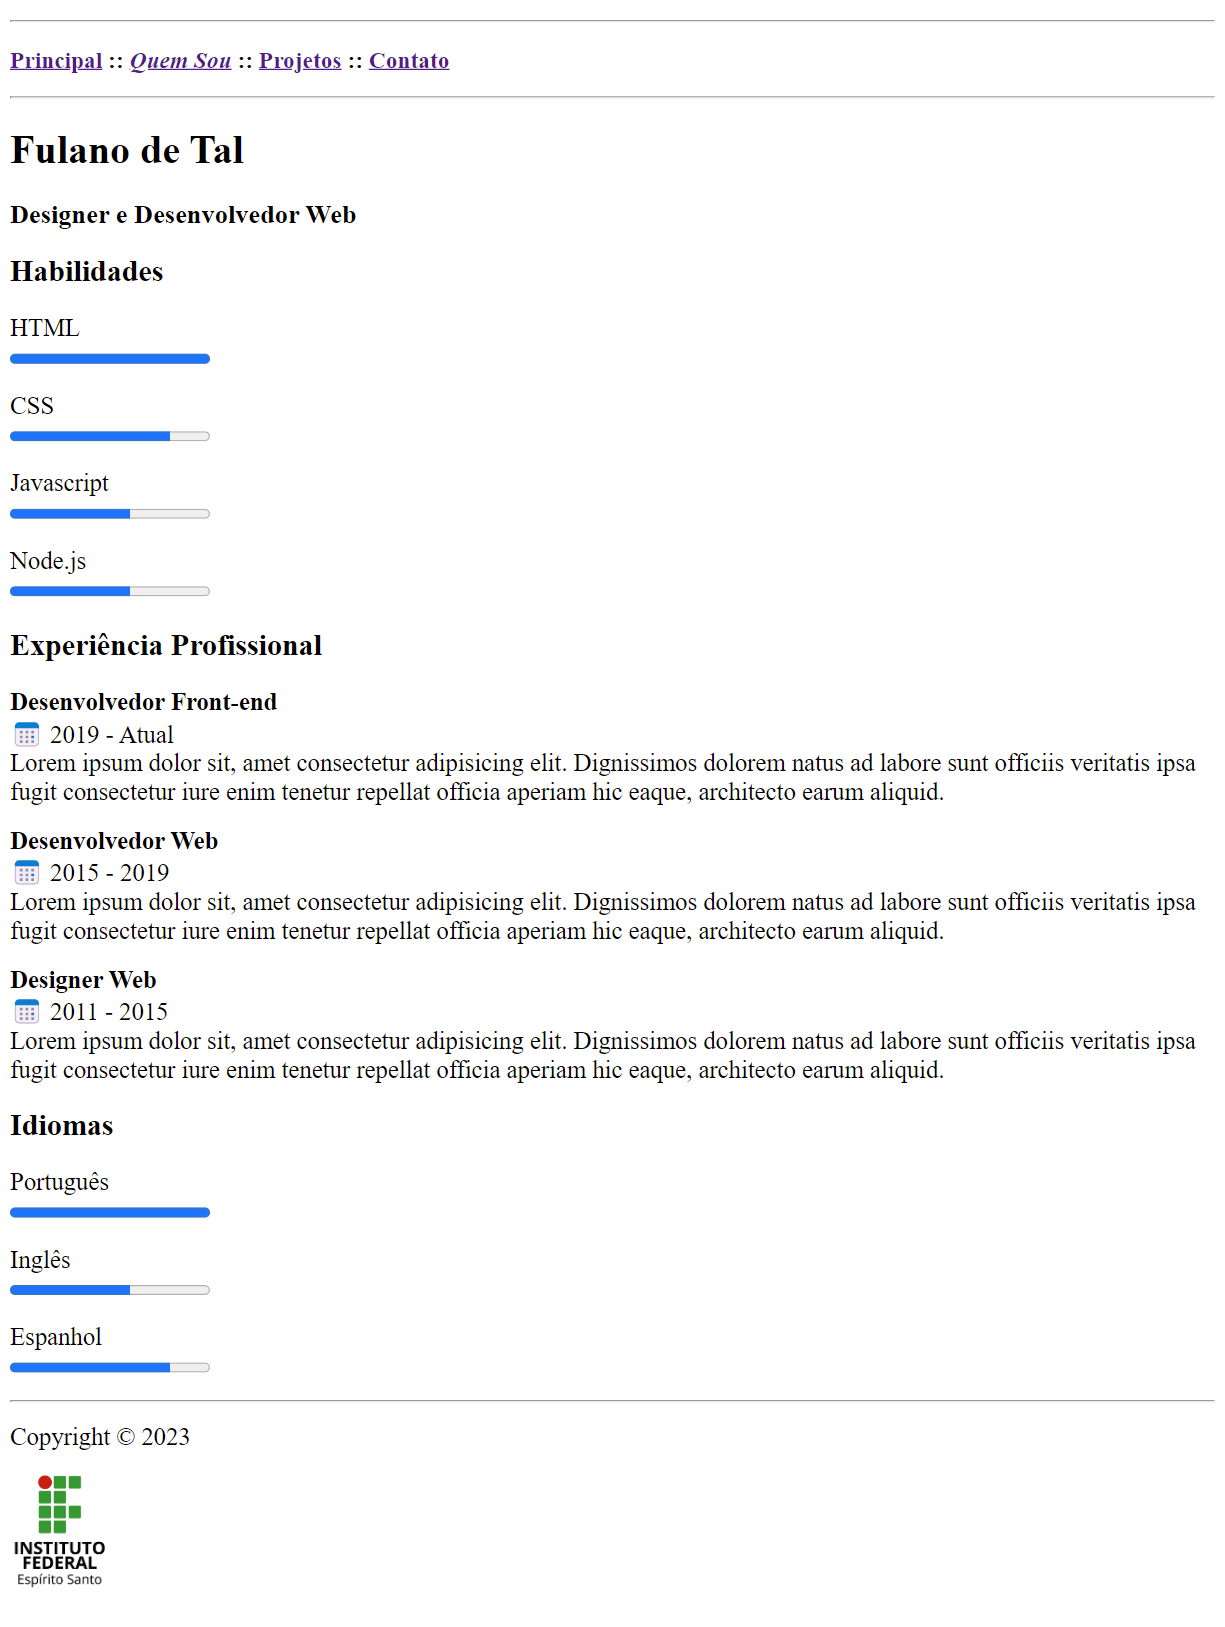 Principal :: Quem Sou :: Projetos :: Contato
Fulano de Tal
Designer e Desenvolvedor Web
Habilidades
HTML
CSS
Javascript
Node.js
Experiência Profissional
Desenvolvedor Front-end
2019 - Atual
Lorem ipsum dolor sit, amet consectetur adipisicing elit. Dignissimos dolorem natus ad labore sunt officiis veritatis ipsa
fugit consectetur iure enim tenetur repellat officia aperiam hic eaque, architecto earum aliquid.
Desenvolvedor Web
2015 - 2019
Lorem ipsum dolor sit, amet consectetur adipisicing elit. Dignissimos dolorem natus ad labore sunt officiis veritatis ipsa
fugit consectetur iure enim tenetur repellat officia aperiam hic eaque, architecto earum aliquid.
Designer Web
2011 - 2015
Lorem ipsum dolor sit, amet consectetur adipisicing elit. Dignissimos dolorem natus ad labore sunt officiis veritatis ipsa
fugit consectetur iure enim tenetur repellat officia aperiam hic eaque, architecto earum aliquid.
Idiomas
Português
Inglês
Espanhol
Copyright © 2023
INSTITUTO
FEDERAL
Espírito Santo